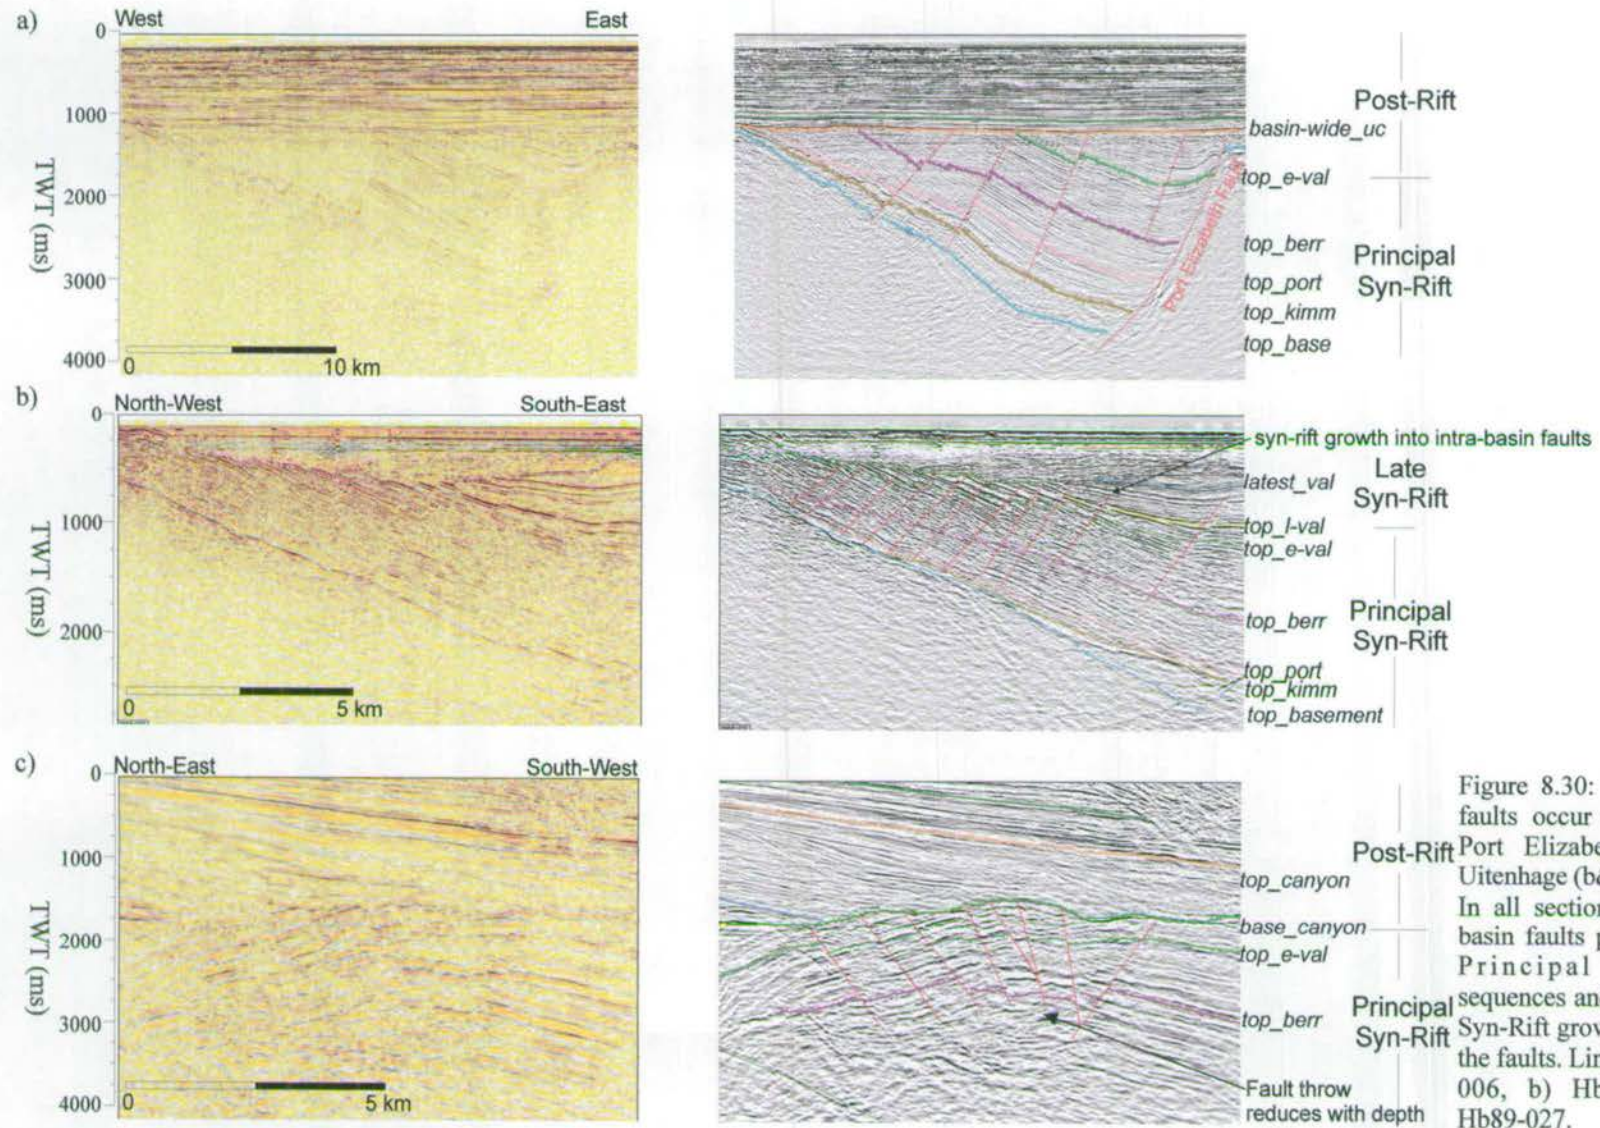 a)
West
East
0
1000
2000
3000
4000
TWT (ms)
0
10 km
Port Elizabeth Fault
Post-Rift
basin-wide_uc
top_e-val
top_berr
Principal
Syn-Rift
top_port
top_kimm
top_base
b)
North-West
South-East
0
1000
2000
TWT (ms)
0
5 km
syn-rift growth into intra-basin faults
Late
Syn-Rift
latest_val
top_l-val
top_e-val
Principal
Syn-Rift
top_berr
top_port
top_kimm
top_basement
c)
North-East
South-West
0
1000
2000
3000
4000
TWT (ms)
0
5 km
Post-Rift
top_canyon
base_canyon
top_e-val
Principal
Syn-Rift
top_berr
Fault throw
reduces with depth
Figure 8.30:
faults occur
Port Elizabe
Uitenhage (b&
In all section
basin faults p
Principal
sequences an
Syn-Rift grow
the faults. Lin
006, b) Hb
Hb89-027.